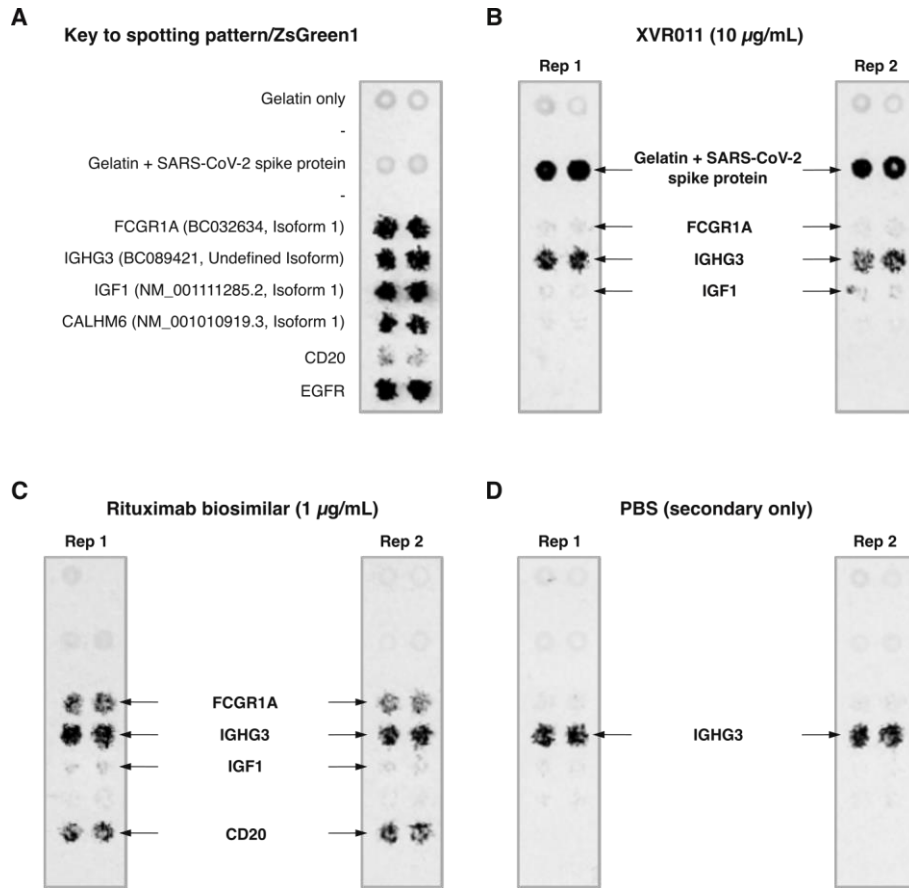 A
Key to spotting pattern/ZsGreen1
Gelatin only
-
Gelatin + SARS-CoV-2 spike protein
-
FCGR1A (BC032634, Isoform 1)
IGHG3 (BC089421, Undefined Isoform)
IGF1 (NM_001111285.2, Isoform 1)
CALHM6 (NM_001010919.3, Isoform 1)
CD20
EGFR
B
XVR011 (10 µg/mL)
Rep 1
Rep 2
Gelatin + SARS-CoV-2
spike protein
FCGR1A
IGHG3
IGF1
C
Rituximab biosimilar (1 µg/mL)
Rep 1
Rep 2
FCGR1A
IGHG3
IGF1
CD20
D
PBS (secondary only)
Rep 1
Rep 2
IGHG3